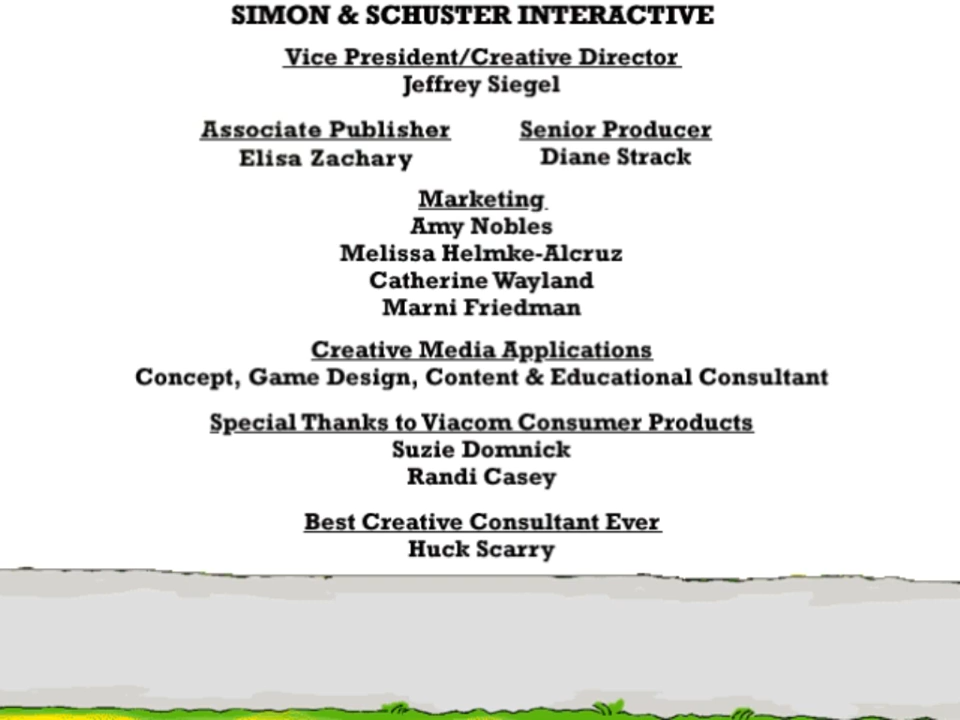 SIMON & SCHUSTER INTERACTIVE
Vice President/Creative Director
Jeffrey Siegel
Associate Publisher
Elisa Zachary
Senior Producer
Diane Strack
Marketing
Amy Nobles
Melissa Helmke-Alcruz
Catherine Wayland
Marni Friedman
Creative Media Applications
Concept, Game Design, Content & Educational Consultant
Special Thanks to Viacom Consumer Products
Suzie Domnick
Randi Casey
Best Creative Consultant Ever
Huck Scarry